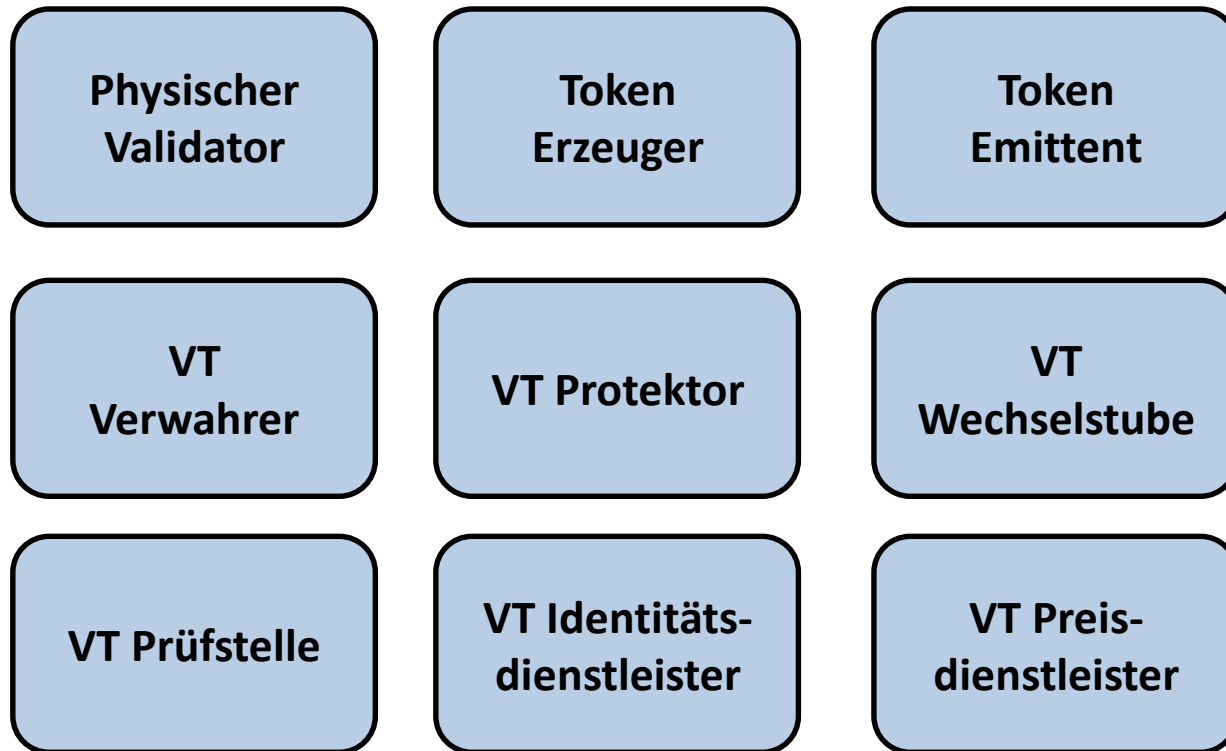 Physischer
Validator
Token
Erzeuger
Token
Emittent
VT
Verwahrer
VT Protektor
VT
Wechselstube
VT Prüfstelle
VT Identitäts-
dienstleister
VT Preis-
dienstleister